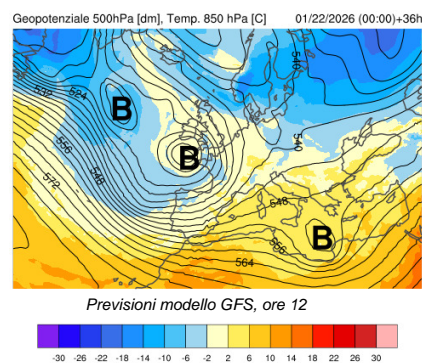 Geopotenziale 500hPa [dm], Temp. 850 hPa [C]
01/22/2026 (00:00)+36h
540
532
524
B
556
548
572
B
540
548
B
566
564
Previsioni modello GFS, ore 12
-30 -26 -22 -18 -14 -10 -6 -2 2 6 10 14 18 22 26 30